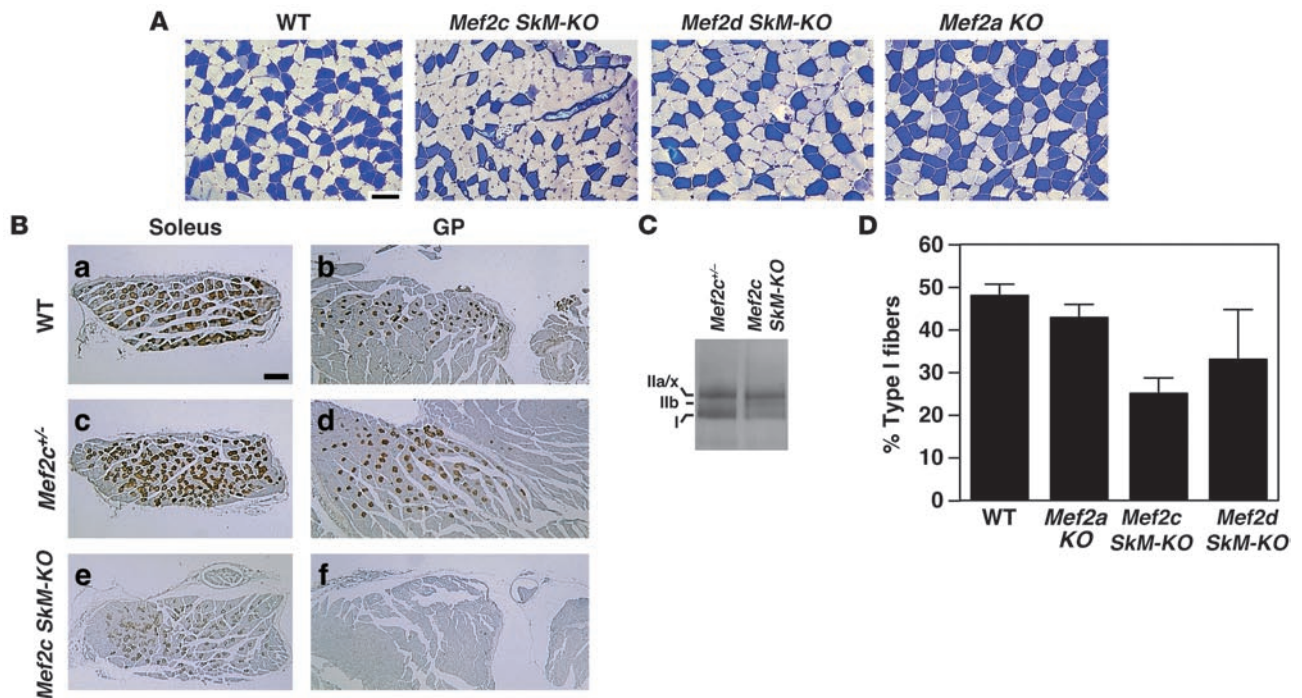 A
WT
Mef2c SkM-KO
Mef2d SkM-KO
Mef2a KO
B
Soleus
GP
WT
a
b
Mef2c+/-
c
d
Mef2c SkM-KO
e
f
C
Mef2c+/-
Mef2c
SkM-KO
IIa/x
IIb
I
D
% Type I fibers
60
50
40
30
20
10
0
WT
Mef2a
KO
Mef2c
SkM-KO
Mef2d
SkM-KO